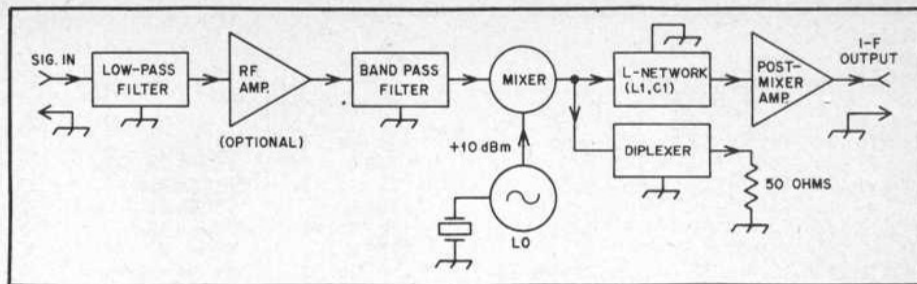 SIG. IN
LOW-PASS
FILTER
RF
AMP.
(OPTIONAL)
BAND PASS
FILTER
MIXER
+10 dBm
LO
L-NETWORK
(L1,C1)
DIPLEXER
50 OHMS
POST-
MIXER
AMP.
I-F
OUTPUT